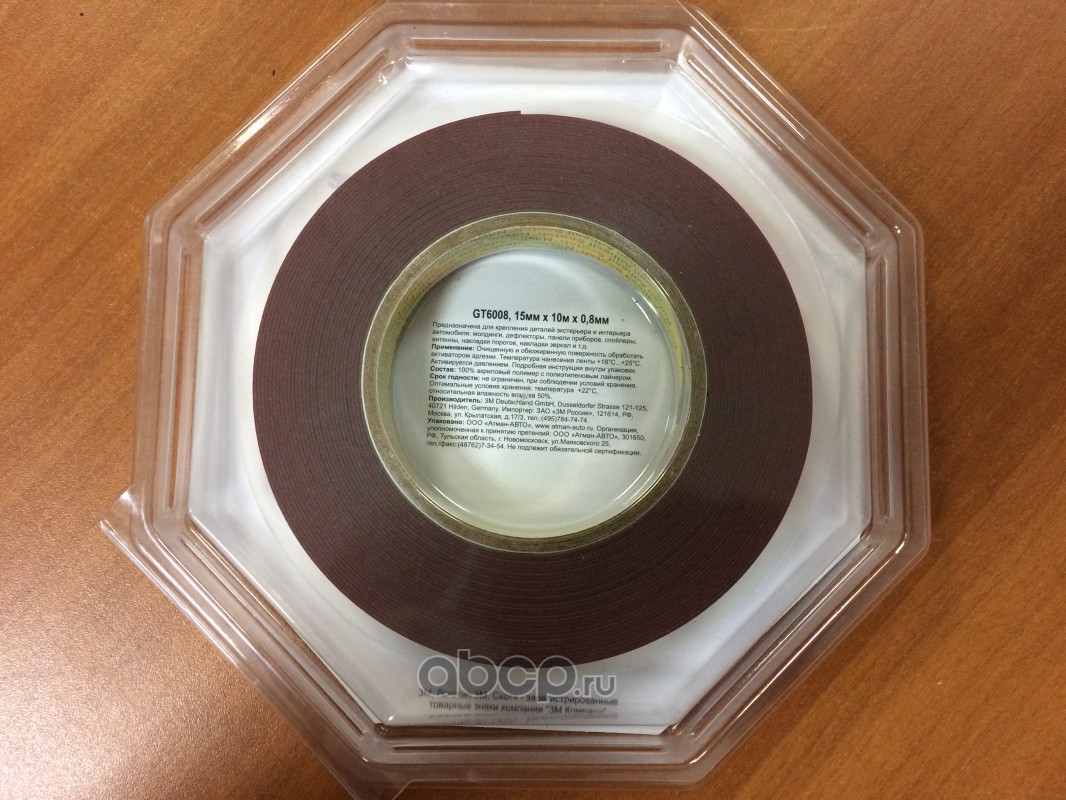 GT6008, 15мм х 10м х 0,8мм
Предназначена для крепления деталей экстерьера и интерьера
автомобиля: молдинги, дефлекторы, панели приборов, спойлеры,
антенны, накладки порогов, накладки зеркал и т.д.
Применение: Очищенную и обезжиренную поверхность обработать
активатором адгезии. Температура нанесения ленты +18°С...+25°С.
Активируется давлением. Подробная инструкция внутри упаковки.
Состав: 100% акриловый полимер с полиэтиленовым лайнером.
Срок годности: не ограничен, при соблюдении условий хранения.
Оптимальные условия хранения: температура +22°С,
относительная влажность воздуха 50%.
Производитель: 3М Deutschland GmbH, Dusseldorfer Strasse 121-125,
40721 Hilden, Germany. Импортер: ЗАО «3М Россия», 121614, РФ,
Москва, ул. Крылатская, д.17/3, тел.:(495)784-74-74.
Упаковано: ООО «Атман-АВТО», www.atman-auto.ru. Организация,
уполномоченная к принятию претензий: ООО «Атман-АВТО», 301650,
РФ, Тульская область, г. Новомосковск, ул.Маяковского 25,
тел./факс:(48762)7-34-54. Не подлежит обязательной сертификации.
abcp.ru
3М, 3М, Скотч - зарегистрированные
товарные знаки компании "3М Компани"